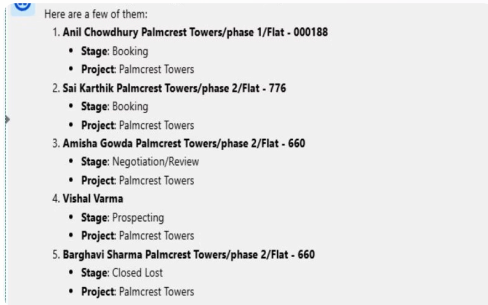 Here are a few of them:
1. Anil Chowdhury Palmcrest Towers/phase 1/Flat - 000188
• Stage: Booking
• Project: Palmcrest Towers
2. Sai Karthik Palmcrest Towers/phase 2/Flat - 776
• Stage: Booking
• Project: Palmcrest Towers
3. Amisha Gowda Palmcrest Towers/phase 2/Flat - 660
• Stage: Negotiation/Review
• Project: Palmcrest Towers
4. Vishal Varma
• Stage: Prospecting
• Project: Palmcrest Towers
5. Barghavi Sharma Palmcrest Towers/phase 2/Flat - 660
• Stage: Closed Lost
• Project: Palmcrest Towers